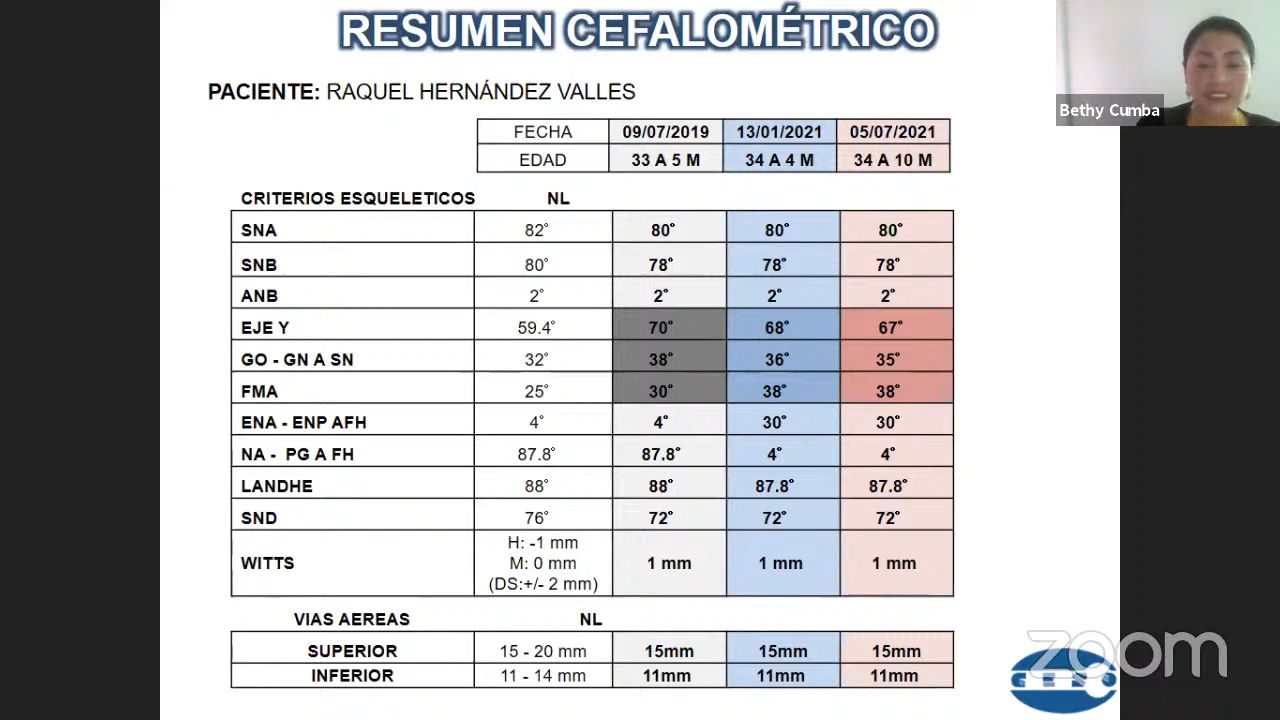 RESUMEN CEFALOMÉTRICO
PACIENTE: RAQUEL HERNÁNDEZ VALLES
Bethy Cumba
FECHA 09/07/2019 13/01/2021 05/07/2021
EDAD 33 A 5 M 34 A 4 M 34 A 10 M
CRITERIOS ESQUELETICOS NL
SNA 82° 80° 80° 80°
SNB 80° 78° 78° 78°
ANB 2° 2° 2° 2°
EJE Y 59.4° 70° 68° 67°
GO - GN A SN 32° 38° 36° 35°
FMA 25° 30° 38° 38°
ENA - ENP AFH 4° 4° 30° 30°
NA - PG A FH 87.8° 87.8° 4° 4°
LANDHE 88° 88° 87.8° 87.8°
SND 76° 72° 72° 72°
WITTS H: -1 mm M: 0 mm (DS:+/- 2 mm) 1 mm 1 mm 1 mm
VIAS AEREAS NL
SUPERIOR 15 - 20 mm 15mm 15mm 15mm
INFERIOR 11 - 14 mm 11mm 11mm 11mm
zoom